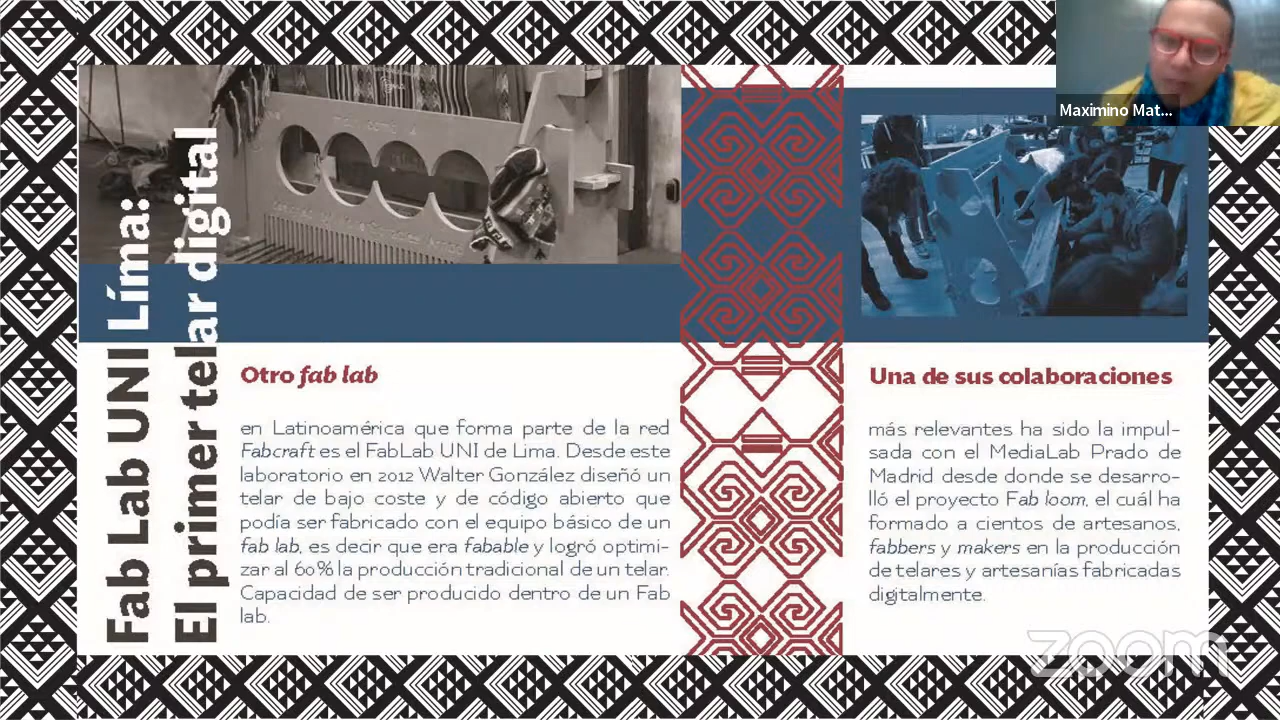 Maximino Mat...
Fab Lab UNI Líma:
El primer telar digital
Otro fab lab
en Latinoamérica que forma parte de la red
Fabcraft es el FabLab UNI de Lima. Desde este
laboratorio en 2012 Walter González diseñó un
telar de bajo coste y de código abierto que
podía ser fabricado con el equipo básico de un
fab lab, es decir que era fabable y logró optimi-
zar al 60% la producción tradicional de un telar.
Capacidad de ser producido dentro de un Fab
lab.
Una de sus colaboraciones
más relevantes ha sido la impul-
sada con el MediaLab Prado de
Madrid desde donde se desarro-
lló el proyecto Fab loom, el cuál ha
formado a cientos de artesanos,
fabbers y makers en la producción
de telares y artesanías fabricadas
digitalmente.
zoom